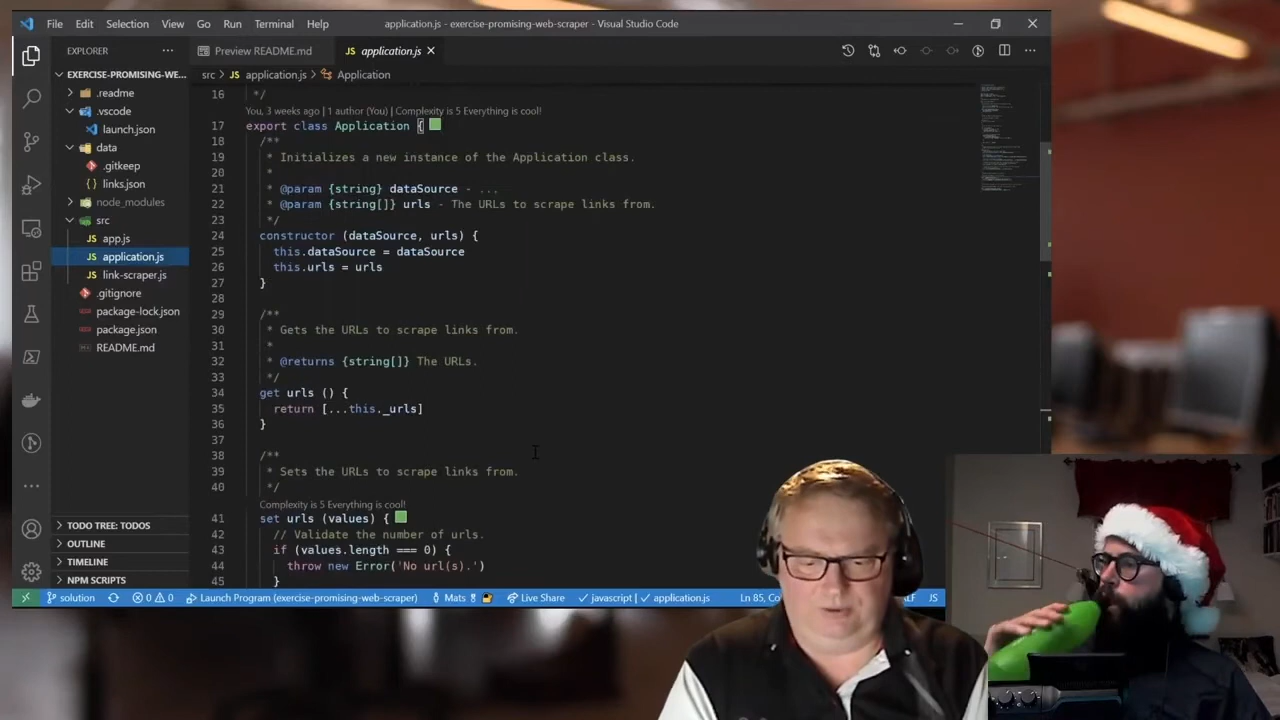 File Edit Selection View Go Run Terminal Help
application.js - exercise-promising-web-scraper - Visual Studio Code
EXPLORER
Preview README.md
JS application.js
EXERCISE-PROMISING-WE...
src > JS application.js > Application
.readme
.vscode
launch.json
data
.gitkeep
links.json
node_modules
src
JS app.js
JS application.js
JS link-scraper.js
.gitignore
package-lock.json
package.json
README.md
TODO TREE: TODOS
OUTLINE
TIMELINE
NPM SCRIPTS
16 */
You, 3 weeks ago | 1 author (You) | Complexity is 5 Everything is cool!
17 export class Application {
18 /**
19 * Initializes a new instance of the Application class.
20 *
21 * @param {string} dataSource - ...
22 * @param {string[]} urls - The URLs to scrape links from.
23 */
24 constructor (dataSource, urls) {
25 this.dataSource = dataSource
26 this.urls = urls
27 }
28
29 /**
30 * Gets the URLs to scrape links from.
31 *
32 * @returns {string[]} The URLs.
33 */
34 get urls () {
35 return [...this._urls]
36 }
37
38 /**
39 * Sets the URLs to scrape links from.
40 */
Complexity is 5 Everything is cool!
41 set urls (values) {
42 // Validate the number of urls.
43 if (values.length === 0) {
44 throw new Error('No url(s).')
45 }
solution 0 0 Launch Program (exercise-promising-web-scraper) Mats Live Share javascript | application.js Ln 85, JS